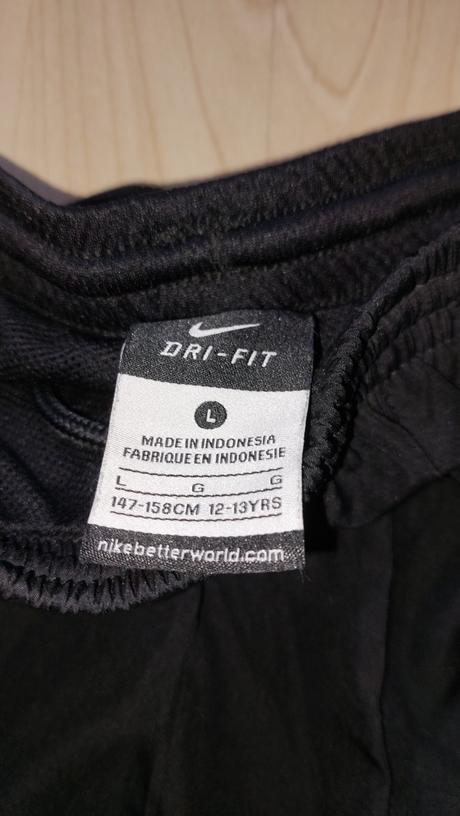 DRI-FIT
L
MADE IN INDONESIA
FABRIQUE EN INDONESIE
L G G
147-158CM 12-13YRS
nikebetterworld.com